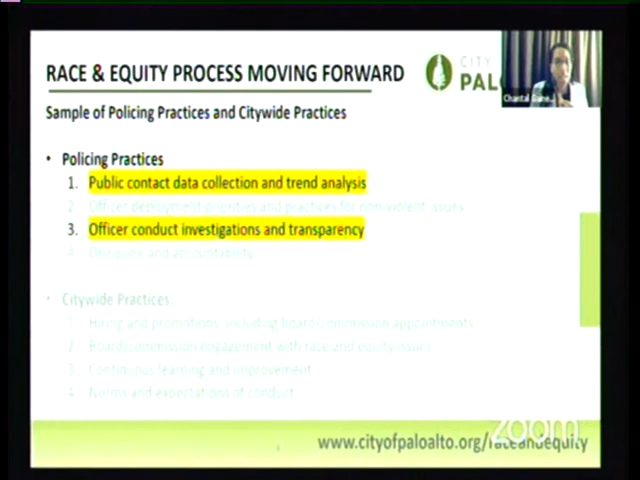 RACE & EQUITY PROCESS MOVING FORWARD
CITY
PAL
Chantal
Sample of Policing Practices and Citywide Practices
• Policing Practices
1. Public contact data collection and trend analysis
2. Officer deployment priorities and practices for nonviolent issues
3. Officer conduct investigations and transparency
4. Discipline and accountability
• Citywide Practices:
1. Hiring and promotions, including board/commission appointments
2. Board/commission engagement with race and equity issues
3. Continuous learning and improvement
4. Norms and expectations of conduct
zoom
www.cityofpaloalto.org/raceandequity